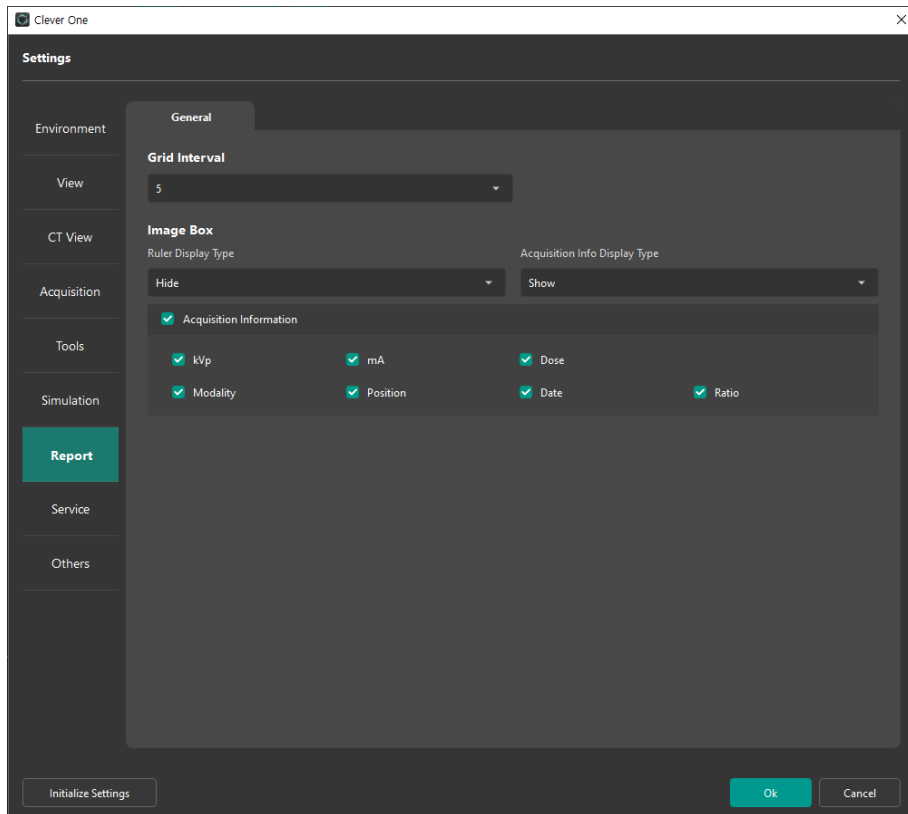 Clever One
Settings
Environment
View
CT View
Acquisition
Tools
Simulation
Report
Service
Others
General
Grid Interval
5
Image Box
Ruler Display Type
Acquisition Info Display Type
Hide
Show
Acquisition Information
kVp
mA
Dose
Modality
Position
Date
Ratio
Initialize Settings
Ok
Cancel